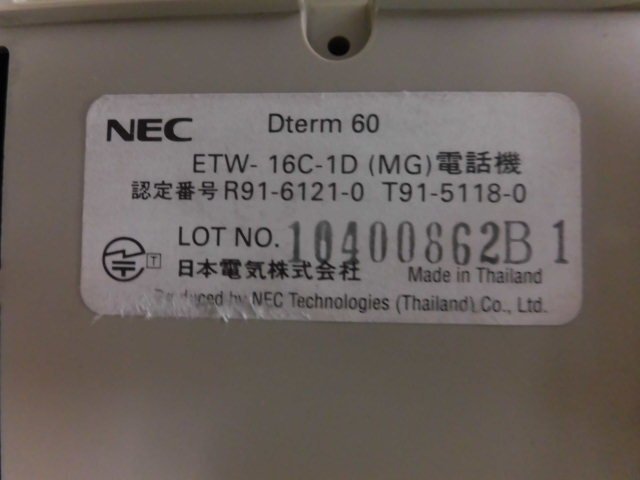 NEC Dterm 60
ETW- 16C-1D (MG) 電話機
認定番号 R91-6121-0 T91-5118-0
LOT NO. 10400862B 1
T 日本電気株式会社 Made in Thailand
Produced by NEC Technologies (Thailand) Co., Ltd.